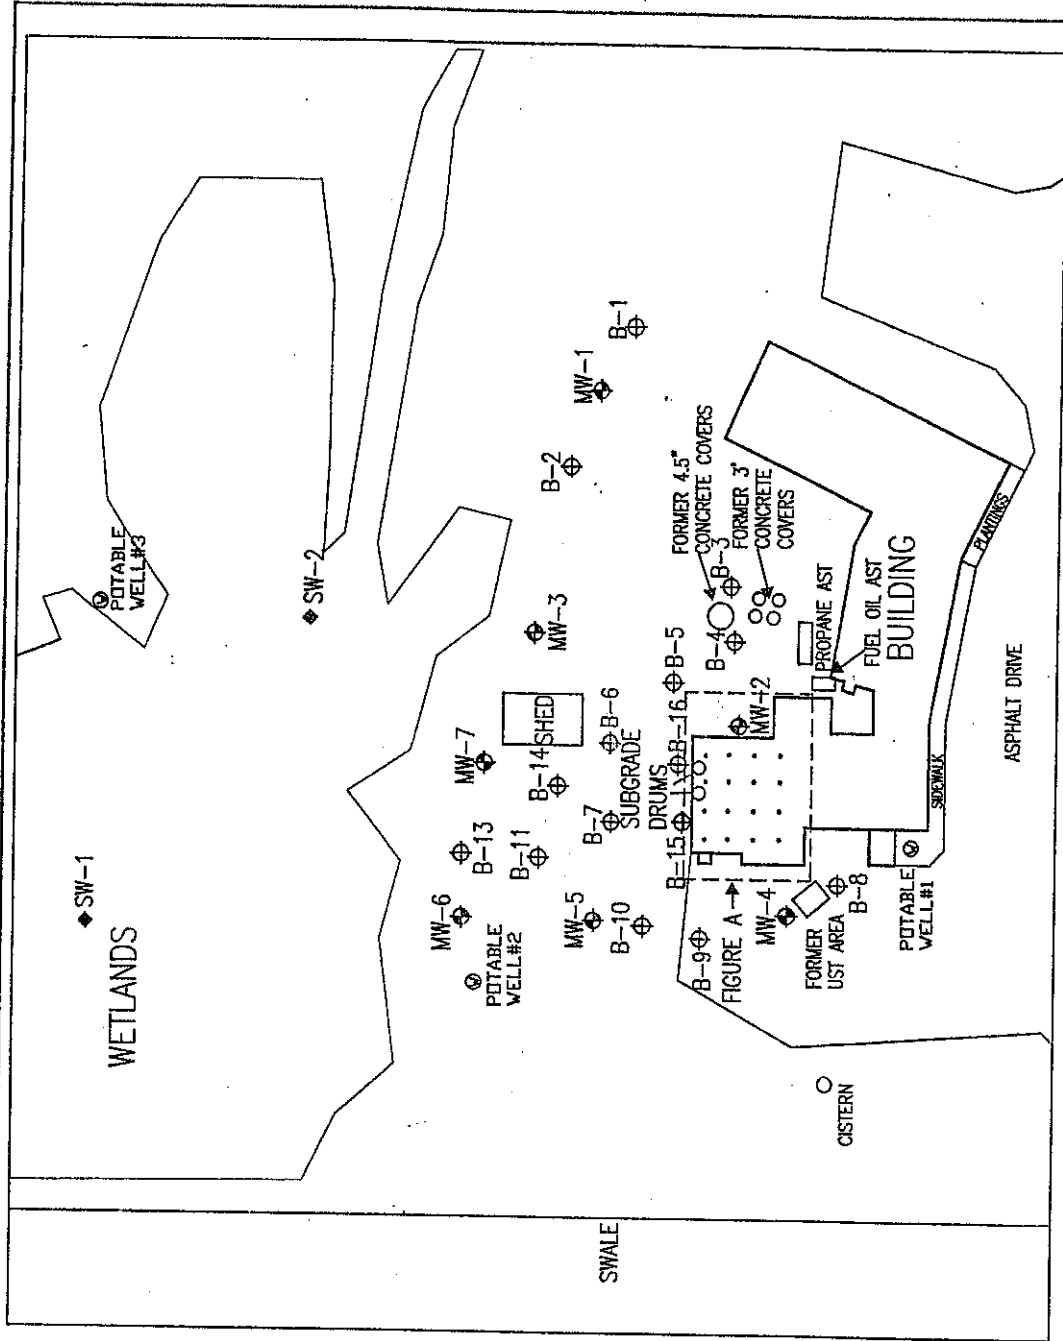 WETLANDS
SW-1
POTABLE
WELL#3
SW-2
MW-6
B-13
MW-7
POTABLE
WELL#2
B-11
B-14
SHED
MW-3
B-2
MW-1
B-1
MW-5
B-10
B-7
B-6
SUBGRADE
DRUMS
B-15
B-16
B-5
B-4
B-3
FORMER 4.5'
CONCRETE COVERS
FORMER 3'
CONCRETE
COVERS
B-9
FIGURE A
MW-4
MW-2
PROPANE AST
FUEL OIL AST
BUILDING
FORMER
UST AREA
B-8
POTABLE
WELL#1
SIDEWALK
PLANTINGS
ASPHALT DRIVE
CISTERN
SWALE